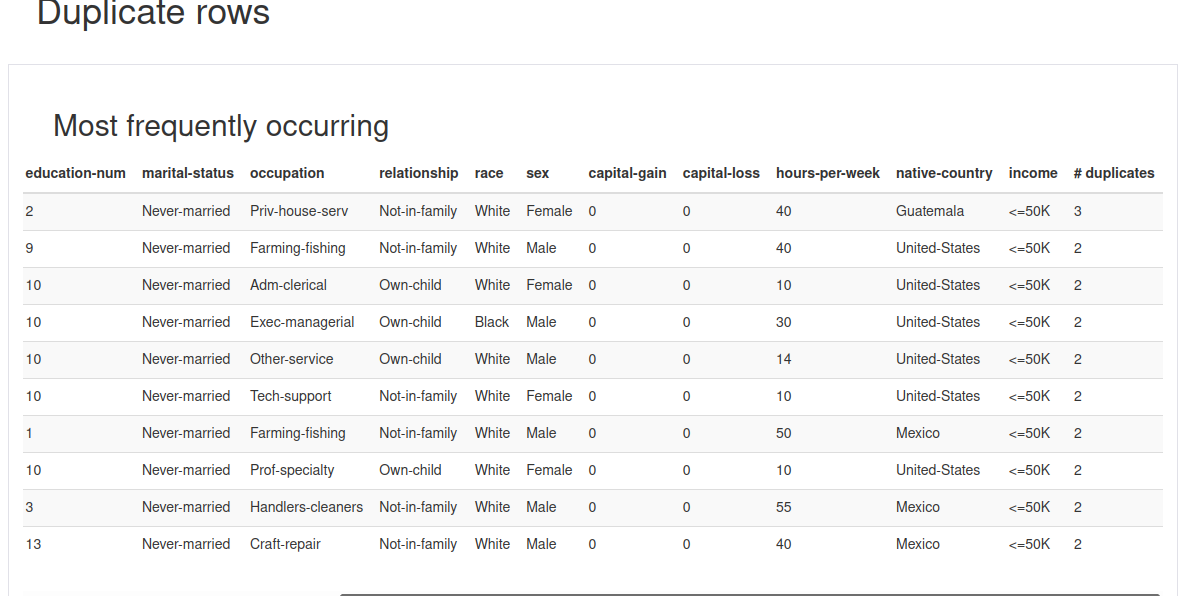 Duplicate rows
Most frequently occurring
education-num marital-status occupation relationship race sex capital-gain capital-loss hours-per-week native-country income # duplicates
2 Never-married Priv-house-serv Not-in-family White Female 0 0 40 Guatemala <=50K 3
9 Never-married Farming-fishing Not-in-family White Male 0 0 40 United-States <=50K 2
10 Never-married Adm-clerical Own-child White Female 0 0 10 United-States <=50K 2
10 Never-married Exec-managerial Own-child Black Male 0 0 30 United-States <=50K 2
10 Never-married Other-service Own-child White Male 0 0 14 United-States <=50K 2
10 Never-married Tech-support Not-in-family White Female 0 0 10 United-States <=50K 2
1 Never-married Farming-fishing Not-in-family White Male 0 0 50 Mexico <=50K 2
10 Never-married Prof-specialty Own-child White Female 0 0 10 United-States <=50K 2
3 Never-married Handlers-cleaners Not-in-family White Male 0 0 55 Mexico <=50K 2
13 Never-married Craft-repair Not-in-family White Male 0 0 40 Mexico <=50K 2